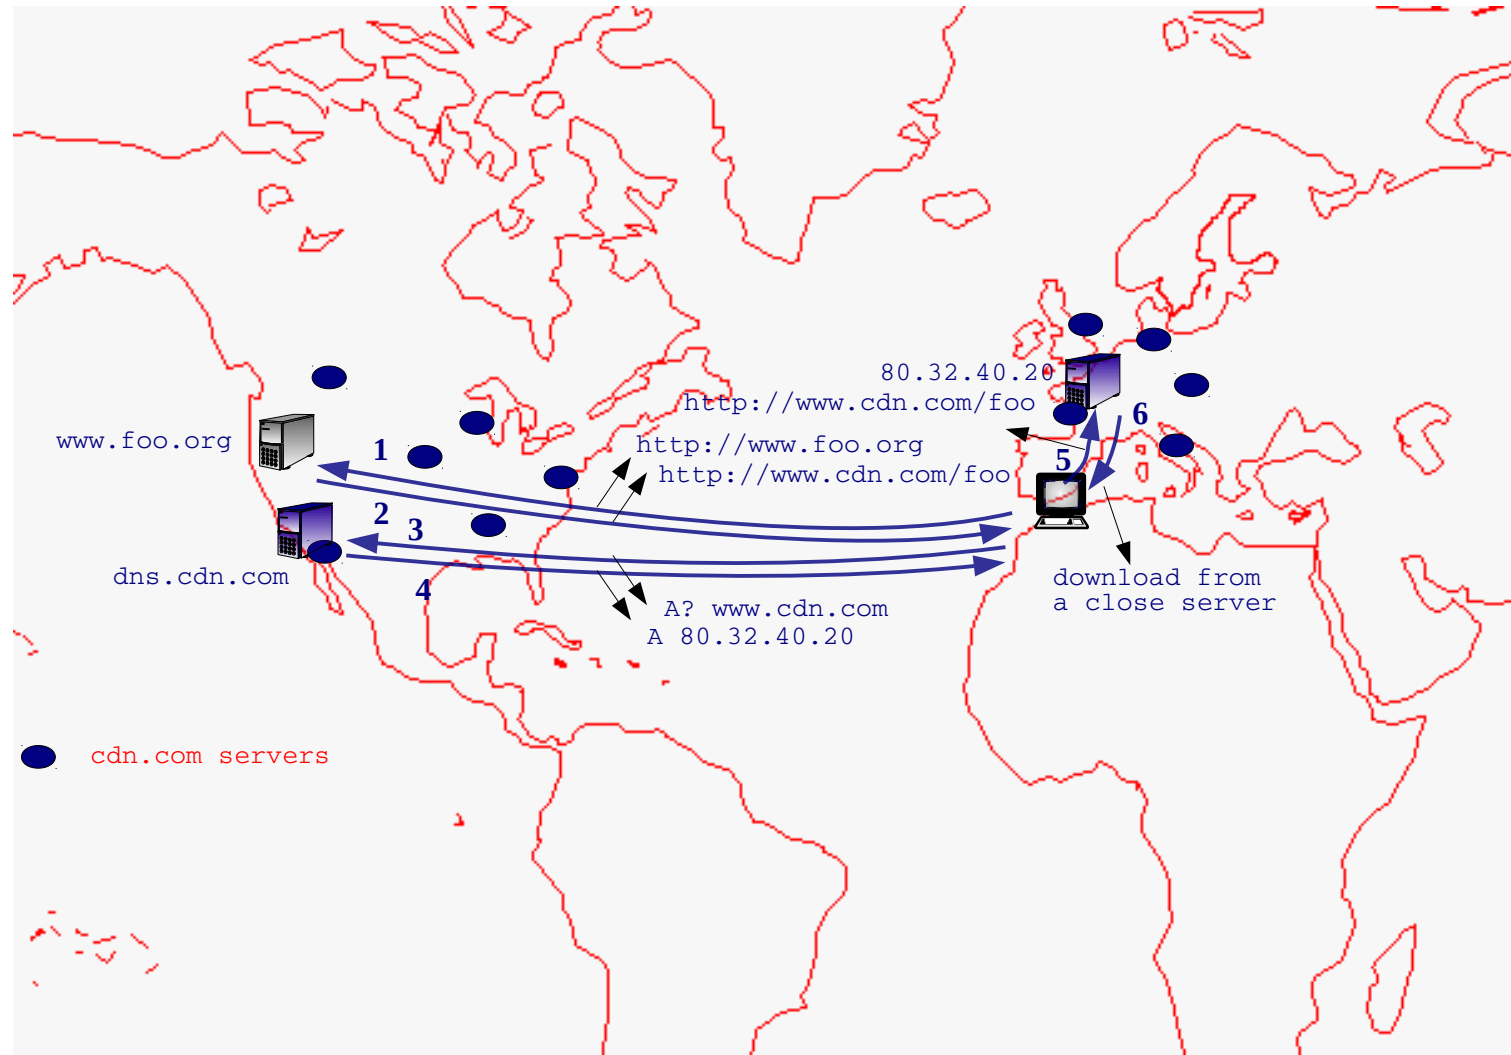 80.32.40.20
http://www.cdn.com/foo
6
www.foo.org
1
http://www.foo.org
5
http://www.cdn.com/foo
2
3
dns.cdn.com
4
download from
a close server
A? www.cdn.com
A 80.32.40.20
cdn.com servers